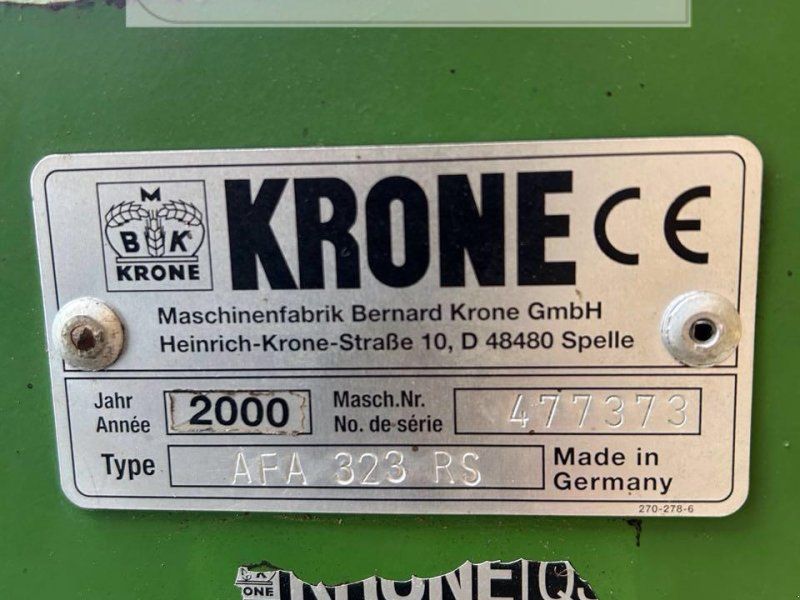 M
B K
KRONE
KRONE CE
Maschinenfabrik Bernard Krone GmbH
Heinrich-Krone-Straße 10, D 48480 Spelle
Jahr
Année
2000
Masch.Nr.
No. de série
477373
Type
AFA 323 RS
Made in
Germany
270-278-6